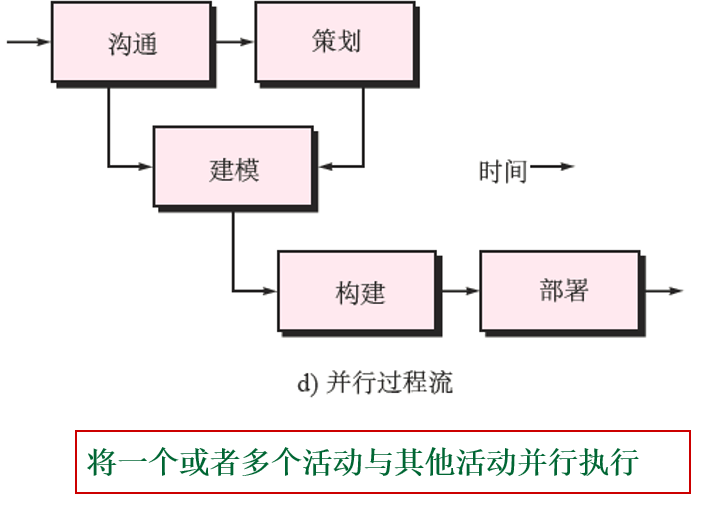 沟通
策划
建模
时间
构建
部署
d) 并行过程流
将一个或者多个活动与其他活动并行执行